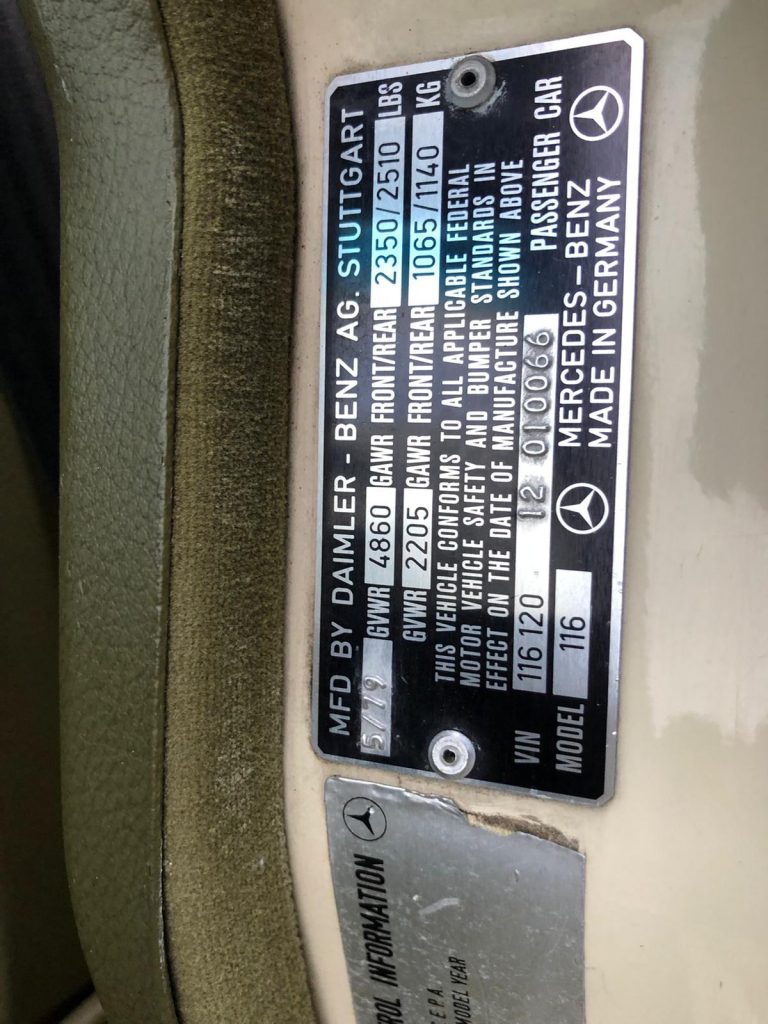 MFD BY DAIMLER - BENZ AG. STUTTGART
5/79 GVWR 4860 GAWR FRONT/REAR 2350/2510 LBS
GVWR 2205 GAWR FRONT/REAR 1065/1140 KG
THIS VEHICLE CONFORMS TO ALL APPLICABLE FEDERAL
MOTOR VEHICLE SAFETY AND BUMPER STANDARDS IN
EFFECT ON THE DATE OF MANUFACTURE SHOWN ABOVE
VIN 116 120 12 010066 PASSENGER CAR
MODEL 116 MERCEDES-BENZ
MADE IN GERMANY
ROL INFORMATION
E.P.A.
MODEL YEAR